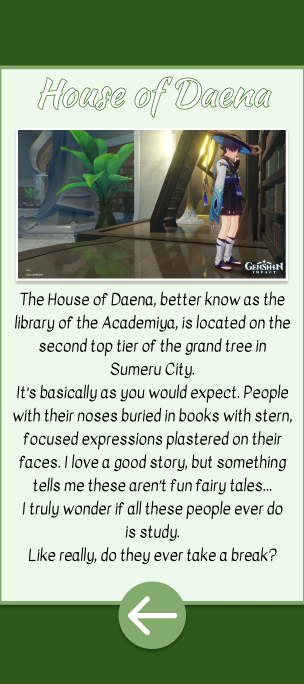 House of Daena
GENSHIN
IMPACT
The House of Daena, better know as the
library of the Academiya, is located on the
second top tier of the grand tree in
Sumeru City.
It's basically as you would expect. People
with their noses buried in books with stern,
focused expressions plastered on their
faces. I love a good story, but something
tells me these aren't fun fairy tales...
I truly wonder if all these people ever do
is study.
Like really, do they ever take a break?